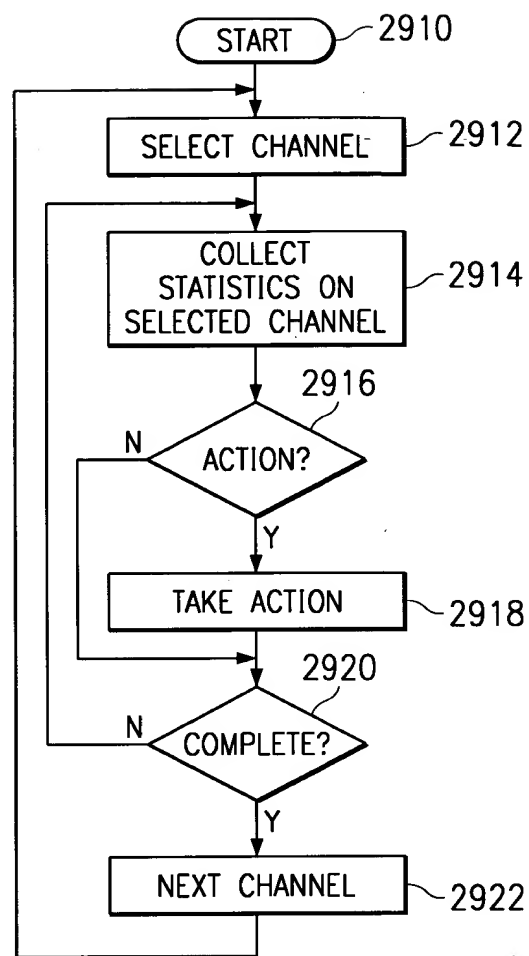 START
2910
SELECT CHANNEL
2912
COLLECT
STATISTICS ON
SELECTED CHANNEL
2914
2916
N
ACTION?
Y
TAKE ACTION
2918
2920
N
COMPLETE?
Y
NEXT CHANNEL
2922